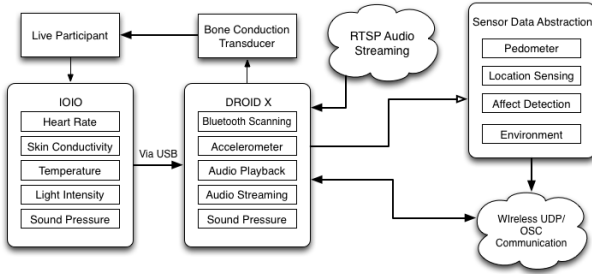 Live Participant
Bone Conduction
Transducer
RTSP Audio
Streaming
Sensor Data Abstraction
Pedometer
Location Sensing
Affect Detection
Environment
IOIO
Heart Rate
Skin Conductivity
Temperature
Light Intensity
Sound Pressure
Via USB
DROID X
Bluetooth Scanning
Accelerometer
Audio Playback
Audio Streaming
Sound Pressure
WIreless UDP/
OSC
Communication